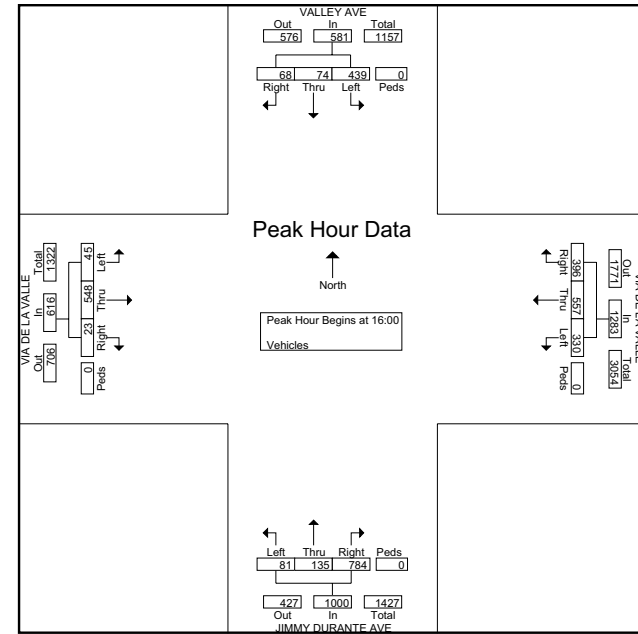 VALLEY AVE
Out In Total
576 581 1157
68 74 439 0
Right Thru Left Peds
Peak Hour Data
North
Peak Hour Begins at 16:00
Vehicles
VIA DE LA VALLE
Total In Out
1322 616 706
45 548 23 0
Left Thru Right Peds
VIA DE LA VALLE
Out In Total
1771 1283 3054
396 557 330 0
Right Thru Left Peds
Left Thru Right Peds
81 135 784 0
427 1000 1427
Out In Total
JIMMY DURANTE AVE